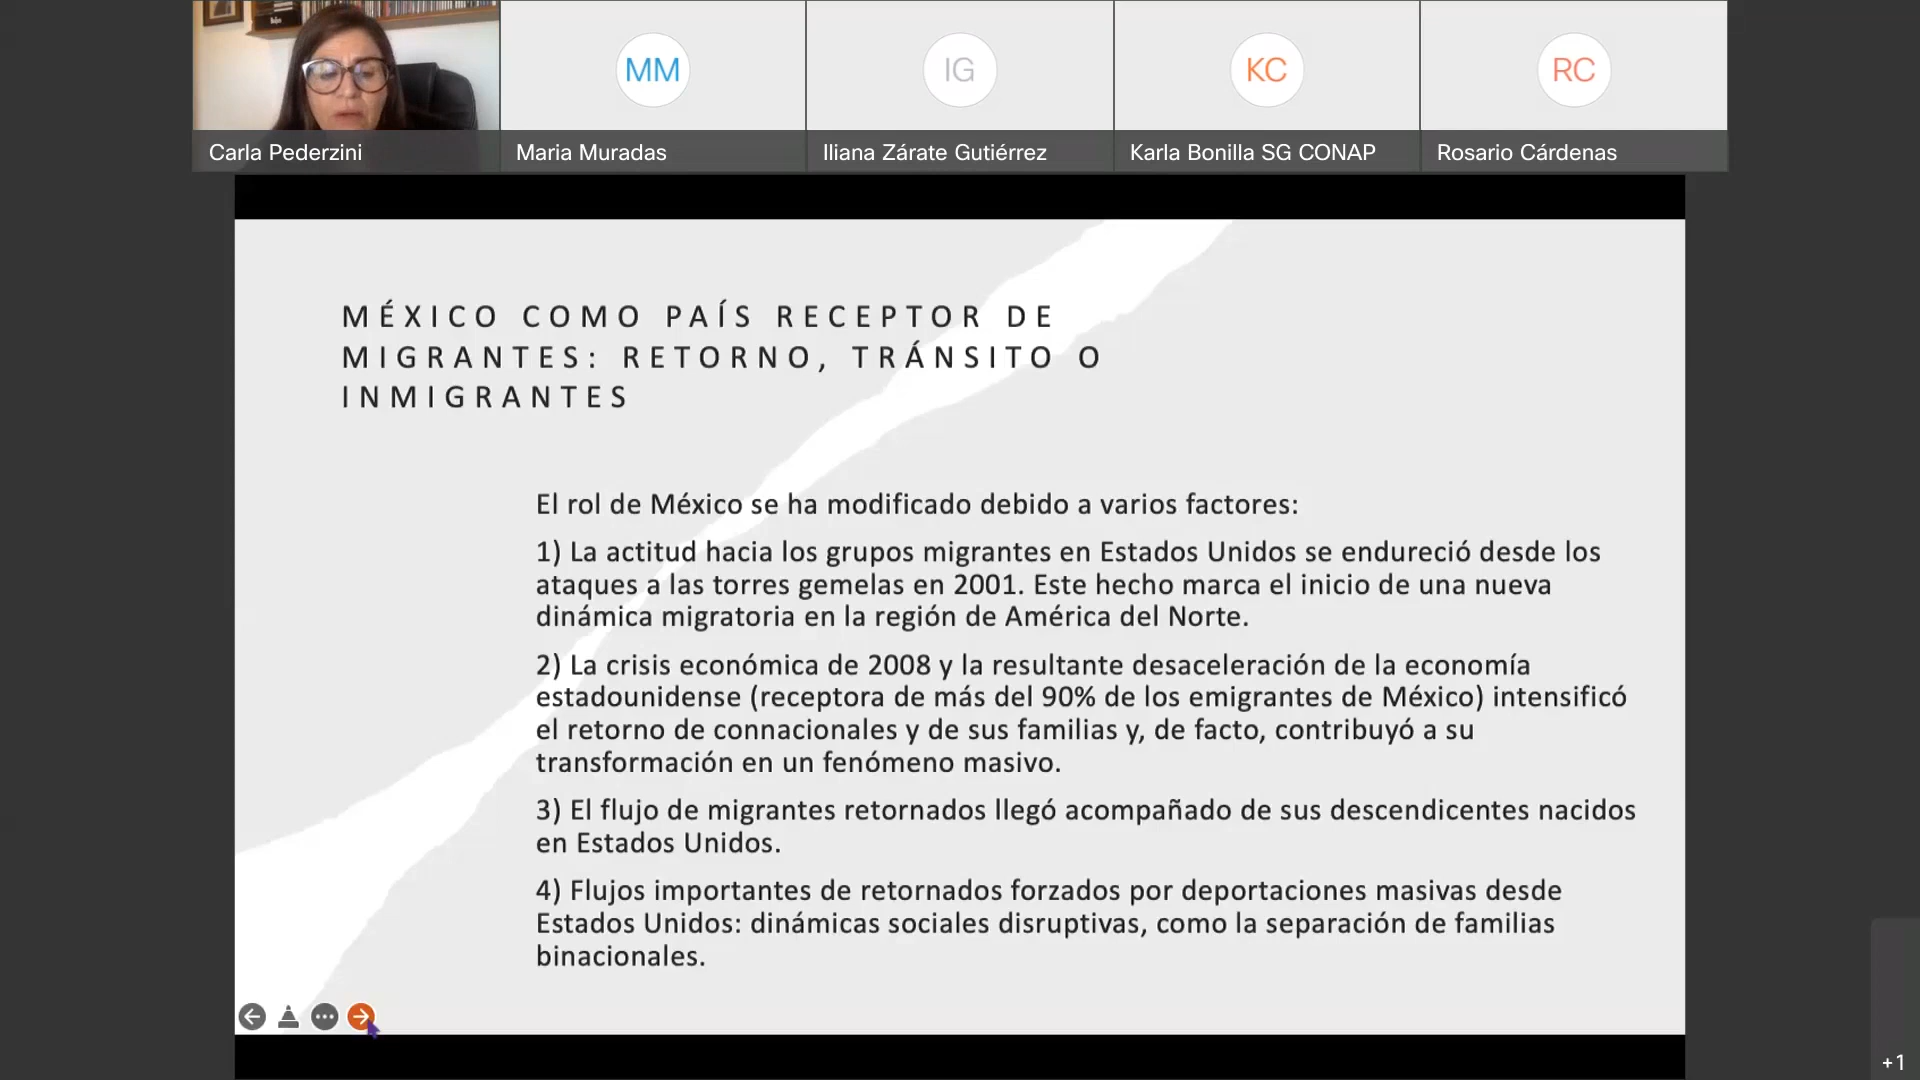 MM
IG
KC
RC
Carla Pederzini
Maria Muradas
Iliana Zárate Gutiérrez
Karla Bonilla SG CONAP
Rosario Cárdenas
MÉXICO COMO PAÍS RECEPTOR DE
MIGRANTES: RETORNO, TRÁNSITO O
INMIGRANTES
El rol de México se ha modificado debido a varios factores:
1) La actitud hacia los grupos migrantes en Estados Unidos se endureció desde los
ataques a las torres gemelas en 2001. Este hecho marca el inicio de una nueva
dinámica migratoria en la región de América del Norte.
2) La crisis económica de 2008 y la resultante desaceleración de la economía
estadounidense (receptora de más del 90% de los emigrantes de México) intensificó
el retorno de connacionales y de sus familias y, de facto, contribuyó a su
transformación en un fenómeno masivo.
3) El flujo de migrantes retornados llegó acompañado de sus descendicentes nacidos
en Estados Unidos.
4) Flujos importantes de retornados forzados por deportaciones masivas desde
Estados Unidos: dinámicas sociales disruptivas, como la separación de familias
binacionales.
+1